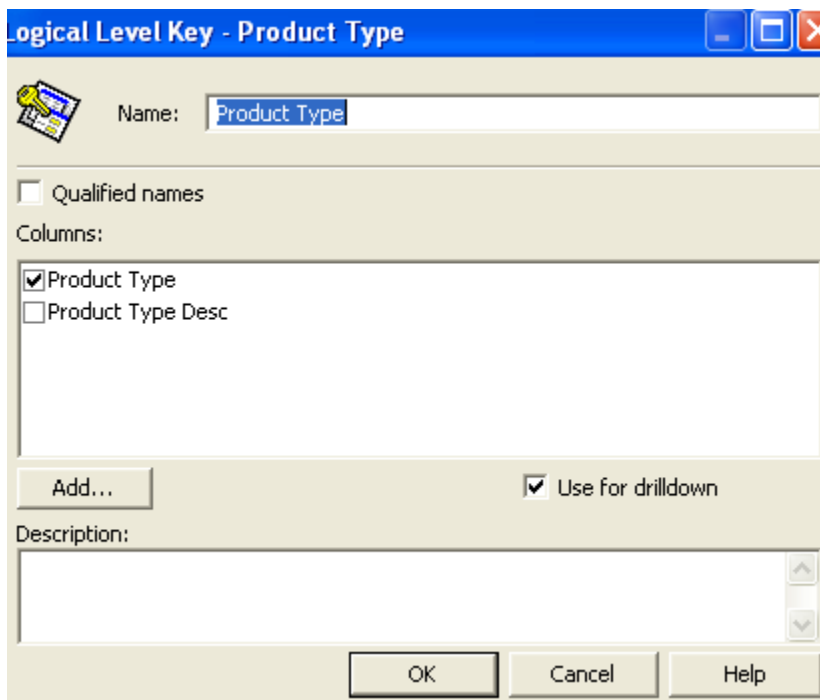 Logical Level Key - Product Type
Name: Product Type
Qualified names
Columns:
Product Type
Product Type Desc
Add... Use for drilldown
Description:
OK Cancel Help